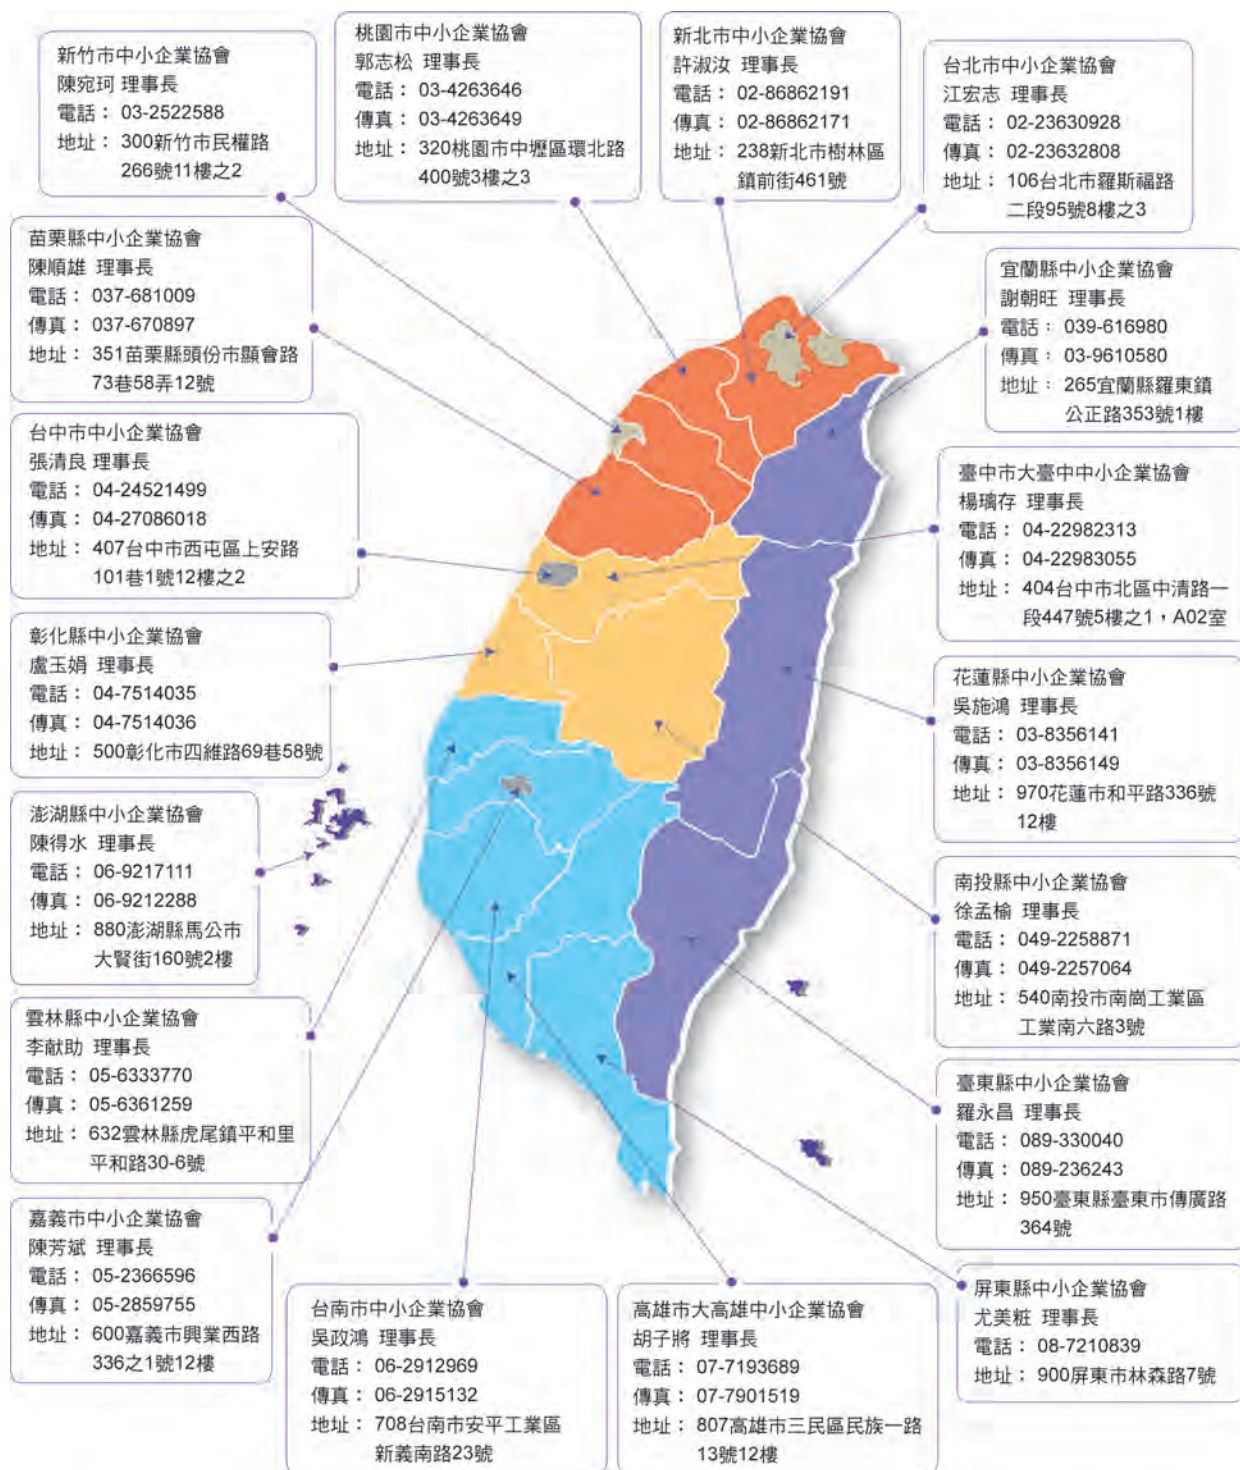 新竹市中小企業協會
陳宛珂 理事長
電話： 03-2522588
地址： 300新竹市民權路
266號11樓之2
桃園市中小企業協會
郭志松 理事長
電話： 03-4263646
傳真： 03-4263649
地址： 320桃園市中壢區環北路
400號3樓之3
新北市中小企業協會
許淑汝 理事長
電話： 02-86862191
傳真： 02-86862171
地址： 238新北市樹林區
鎮前街461號
台北市中小企業協會
江宏志 理事長
電話： 02-23630928
傳真： 02-23632808
地址： 106台北市羅斯福路
二段95號8樓之3
苗栗縣中小企業協會
陳順雄 理事長
電話： 037-681009
傳真： 037-670897
地址： 351苗栗縣頭份市顯會路
73巷58弄12號
宜蘭縣中小企業協會
謝朝旺 理事長
電話： 039-616980
傳真： 03-9610580
地址： 265宜蘭縣羅東鎮
公正路353號1樓
台中市中小企業協會
張清良 理事長
電話： 04-24521499
傳真： 04-27086018
地址： 407台中市西屯區上安路
101巷1號12樓之2
臺中市大臺中中小企業協會
楊瑀存 理事長
電話： 04-22982313
傳真： 04-22983055
地址： 404台中市北區中清路一
段447號5樓之1，A02室
彰化縣中小企業協會
盧玉娟 理事長
電話： 04-7514035
傳真： 04-7514036
地址： 500彰化市四維路69巷58號
花蓮縣中小企業協會
吳施鴻 理事長
電話： 03-8356141
傳真： 03-8356149
地址： 970花蓮市和平路336號
12樓
澎湖縣中小企業協會
陳得水 理事長
電話： 06-9217111
傳真： 06-9212288
地址： 880澎湖縣馬公市
大賢街160號2樓
南投縣中小企業協會
徐孟榆 理事長
電話： 049-2258871
傳真： 049-2257064
地址： 540南投市南崗工業區
工業南六路3號
雲林縣中小企業協會
李献助 理事長
電話： 05-6333770
傳真： 05-6361259
地址： 632雲林縣虎尾鎮平和里
平和路30-6號
臺東縣中小企業協會
羅永昌 理事長
電話： 089-330040
傳真： 089-236243
地址： 950臺東縣臺東市傳廣路
364號
嘉義市中小企業協會
陳芳斌 理事長
電話： 05-2366596
傳真： 05-2859755
地址： 600嘉義市興業西路
336之1號12樓
台南市中小企業協會
吳政鴻 理事長
電話： 06-2912969
傳真： 06-2915132
地址： 708台南市安平工業區
新義南路23號
高雄市大高雄中小企業協會
胡子將 理事長
電話： 07-7193689
傳真： 07-7901519
地址： 807高雄市三民區民族一路
13號12樓
屏東縣中小企業協會
尤美粧 理事長
電話： 08-7210839
地址： 900屏東市林森路7號